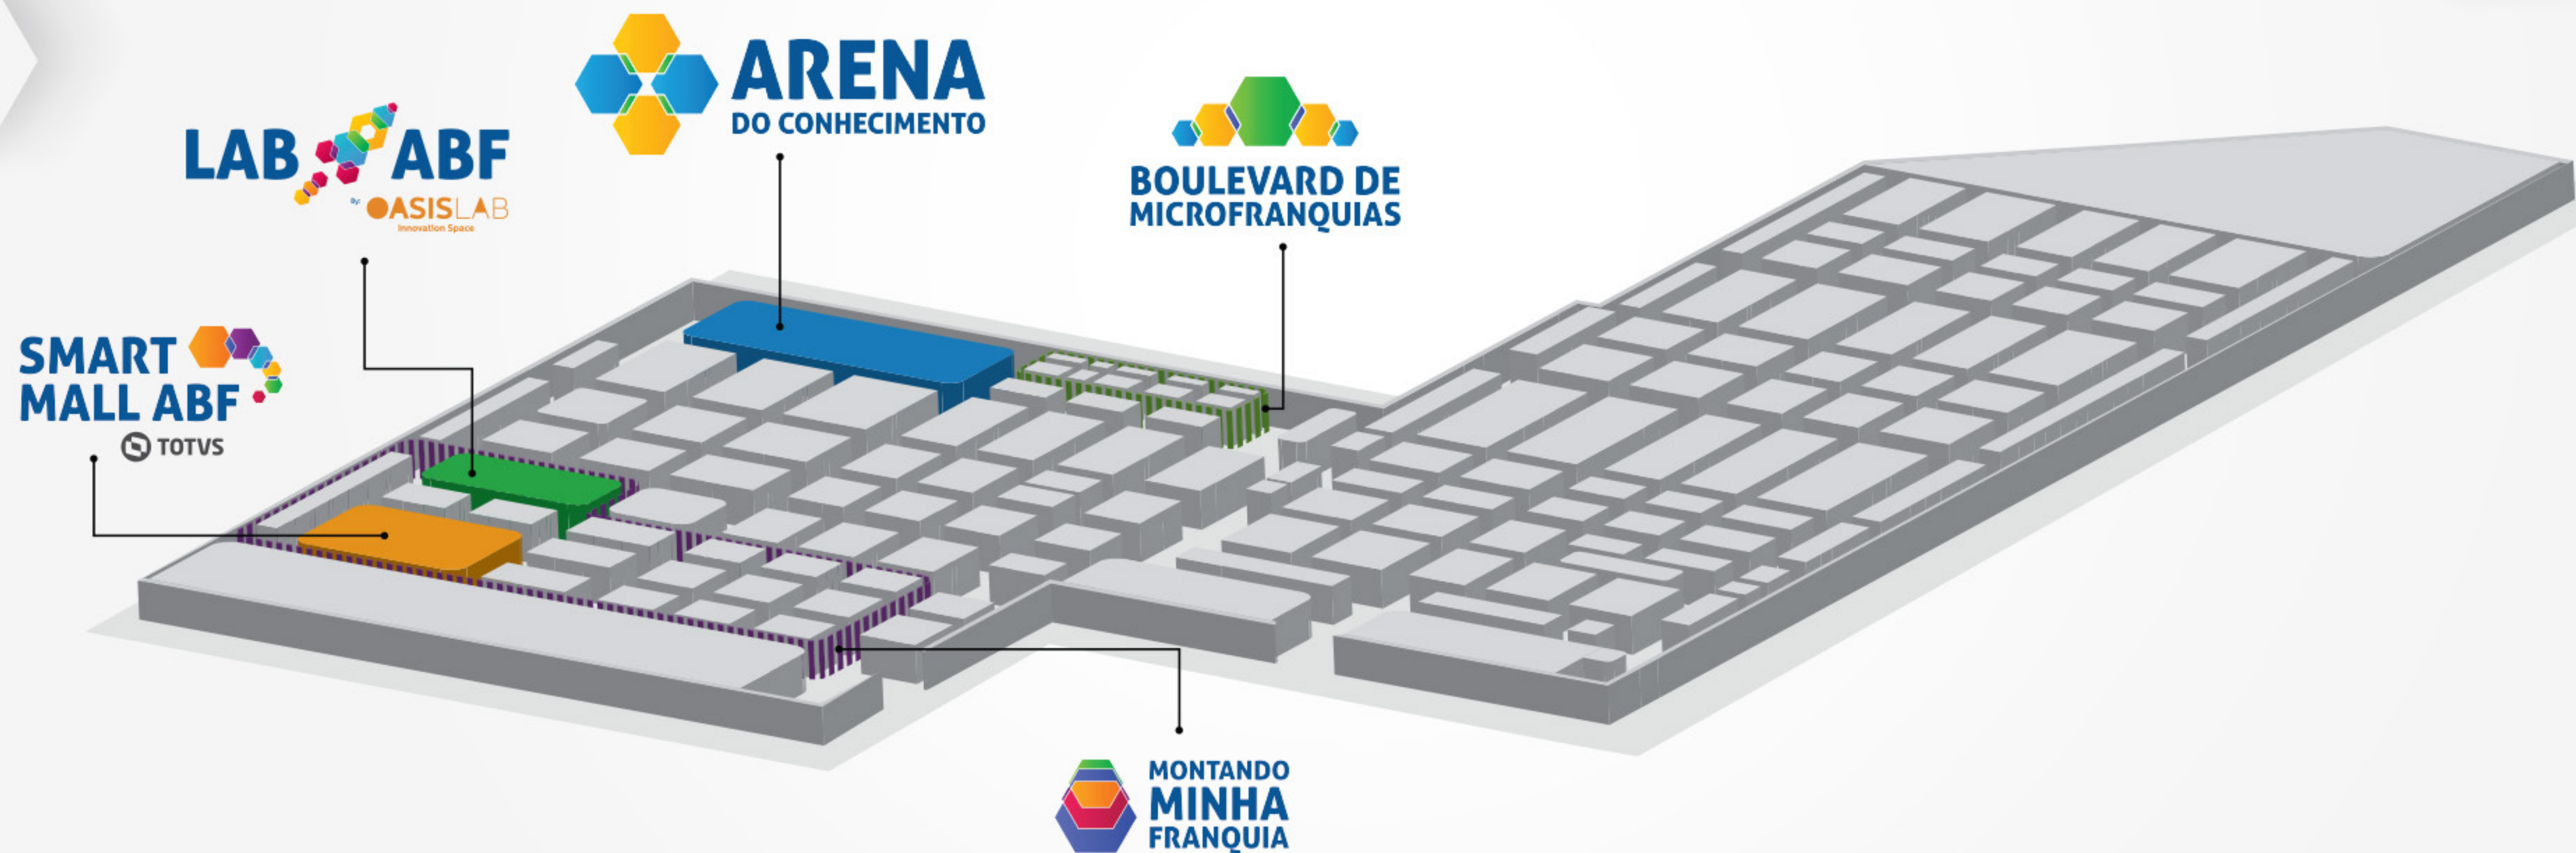 ARENA
DO CONHECIMENTO
LAB ABF
By: OASISLAB
Innovation Space
BOULEVARD DE
MICROFRANQUIAS
SMART
MALL ABF
TOTVS
MONTANDO
MINHA
FRANQUIA